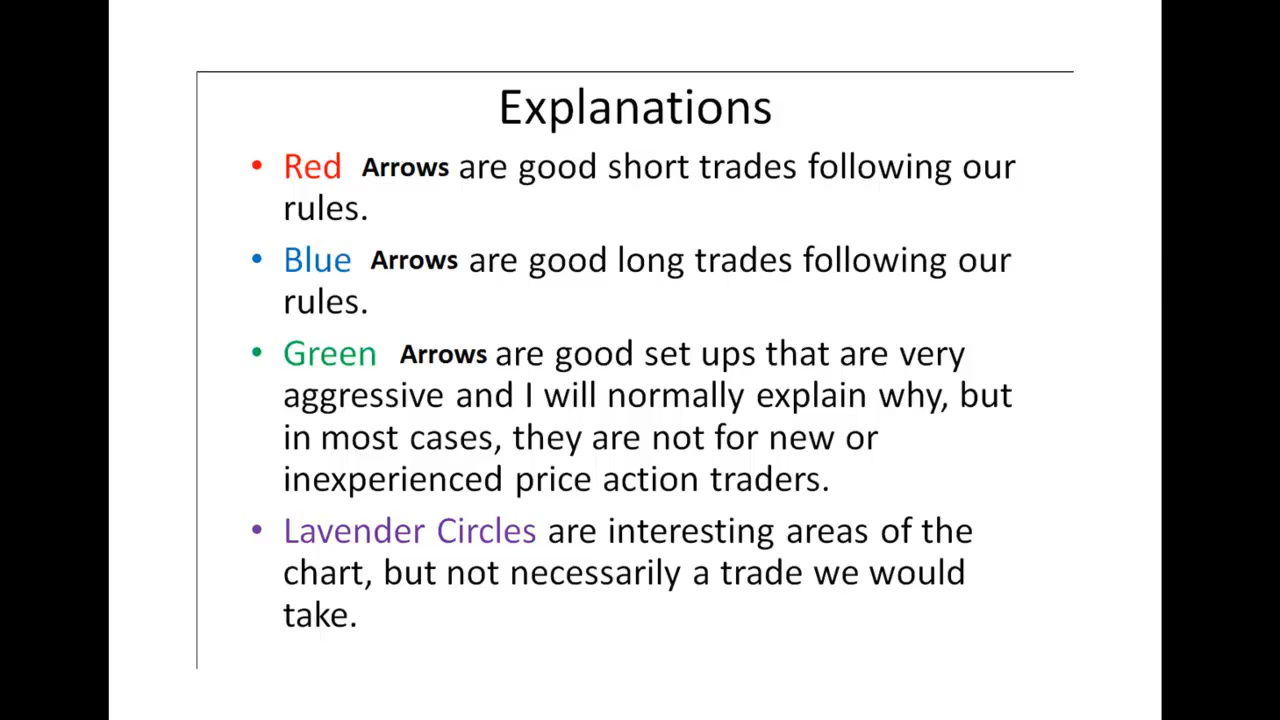 Explanations
• Red Arrows are good short trades following our
rules.
• Blue Arrows are good long trades following our
rules.
• Green Arrows are good set ups that are very
aggressive and I will normally explain why, but
in most cases, they are not for new or
inexperienced price action traders.
• Lavender Circles are interesting areas of the
chart, but not necessarily a trade we would
take.